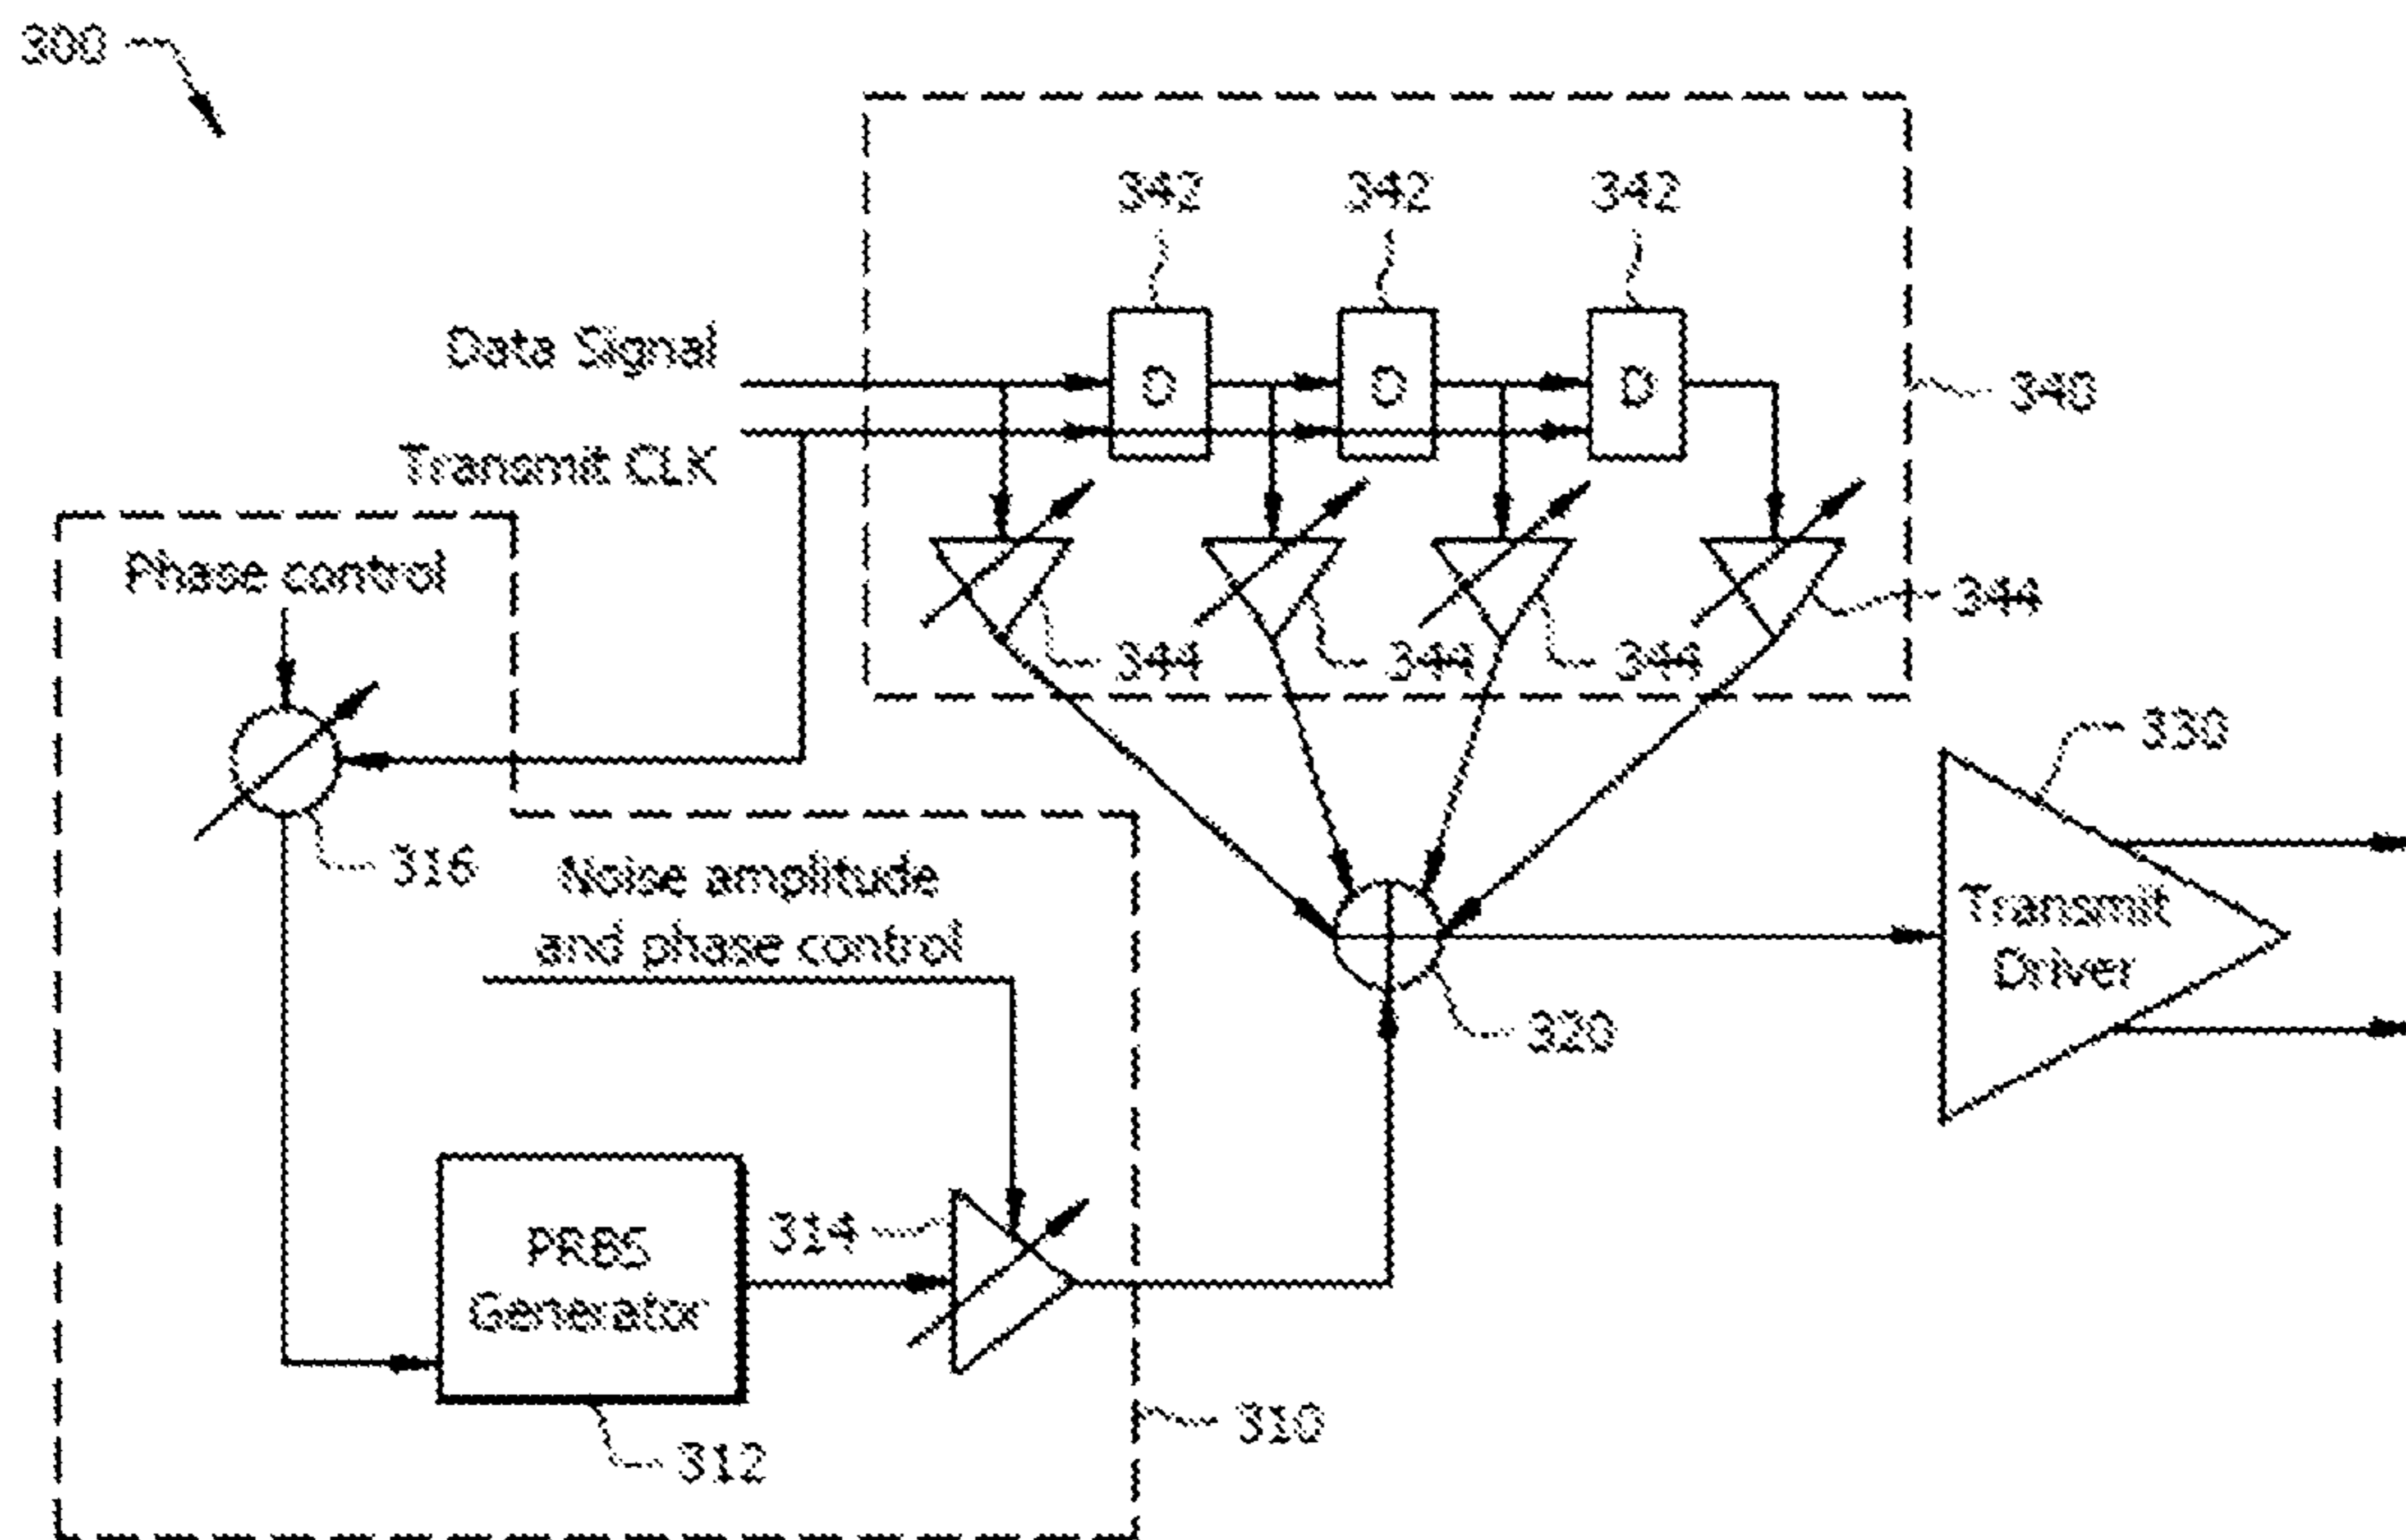 300
342 342 342
Data Signal
D D D
340
Transmit CLK
Phase control
344
344 344 344
330
316
Noise amplitude
and phase control
Transmit
Driver
320
314
PRBS
Generator
310
312